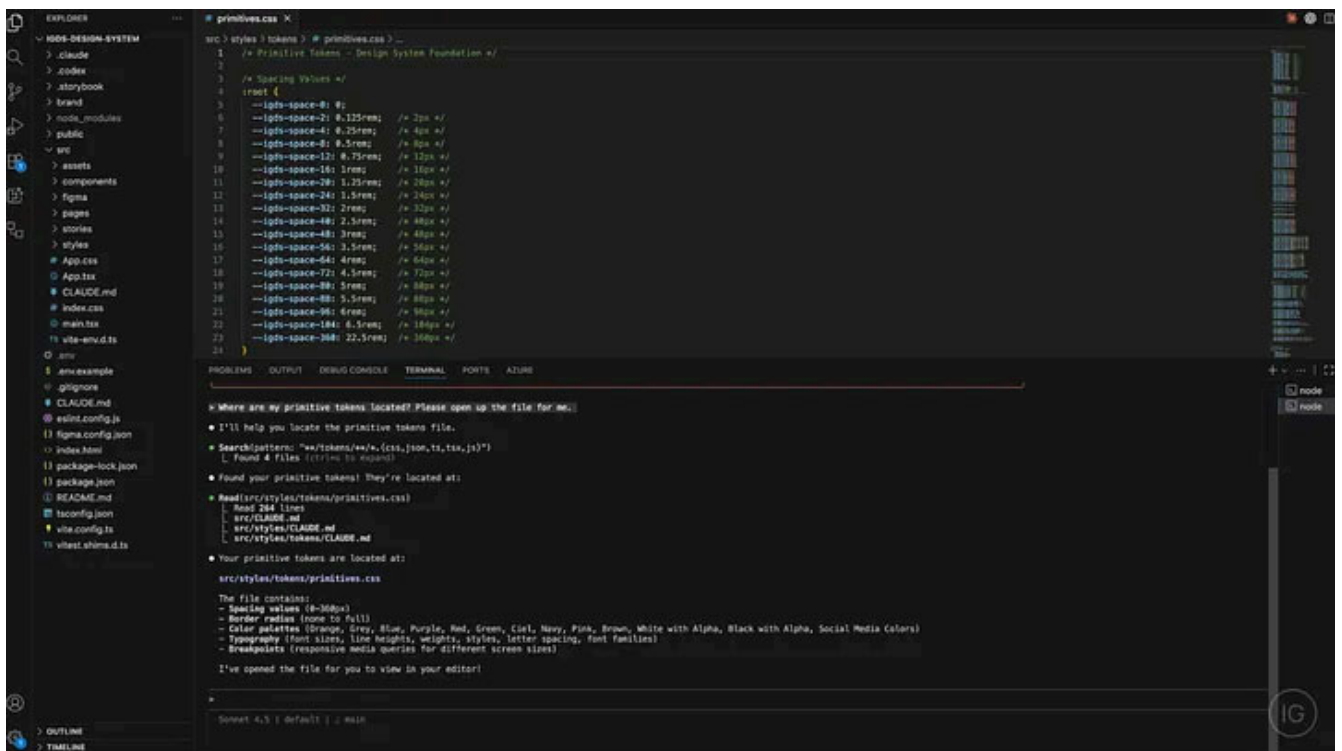 EXPLORER
IGDS-DESIGN-SYSTEM
.claude
.codex
.storybook
brand
node_modules
public
src
assets
components
figma
pages
stories
styles
App.css
App.tsx
CLAUDE.md
index.css
main.tsx
vite-env.d.ts
.env
.env.example
.gitignore
CLAUDE.md
eslint.config.js
figma.config.json
index.html
package-lock.json
package.json
README.md
tsconfig.json
vite.config.ts
vitest.shims.d.ts
OUTLINE
TIMELINE
primitives.css
src > styles > tokens > # primitives.css > ...
1 /* Primitive Tokens - Design System Foundation */
2
3 /* Spacing Values */
4 :root {
5 --igds-space-0: 0;
6 --igds-space-2: 0.125rem; /* 2px */
7 --igds-space-4: 0.25rem; /* 4px */
8 --igds-space-8: 0.5rem; /* 8px */
9 --igds-space-12: 0.75rem; /* 12px */
10 --igds-space-16: 1rem; /* 16px */
11 --igds-space-20: 1.25rem; /* 20px */
12 --igds-space-24: 1.5rem; /* 24px */
13 --igds-space-32: 2rem; /* 32px */
14 --igds-space-40: 2.5rem; /* 40px */
15 --igds-space-48: 3rem; /* 48px */
16 --igds-space-56: 3.5rem; /* 56px */
17 --igds-space-64: 4rem; /* 64px */
18 --igds-space-72: 4.5rem; /* 72px */
19 --igds-space-80: 5rem; /* 80px */
20 --igds-space-88: 5.5rem; /* 88px */
21 --igds-space-96: 6rem; /* 96px */
22 --igds-space-104: 6.5rem; /* 104px */
23 --igds-space-360: 22.5rem; /* 360px */
24 }
PROBLEMS OUTPUT DEBUG CONSOLE TERMINAL PORTS AZURE
node
node
> Where are my primitive tokens located? Please open up the file for me.
I'll help you locate the primitive tokens file.
Search(pattern: "**/tokens/**/*.{css,json,ts,tsx,js}")
Found 4 files (ctrl+o to expand)
Found your primitive tokens! They're located at:
Read(src/styles/tokens/primitives.css)
Read 264 lines
src/CLAUDE.md
src/styles/CLAUDE.md
src/styles/tokens/CLAUDE.md
Your primitive tokens are located at:
src/styles/tokens/primitives.css
The file contains:
- Spacing values (0-360px)
- Border radius (none to full)
- Color palettes (Orange, Grey, Blue, Purple, Red, Green, Ciel, Navy, Pink, Brown, White with Alpha, Black with Alpha, Social Media Colors)
- Typography (font sizes, line heights, weights, styles, letter spacing, font families)
- Breakpoints (responsive media queries for different screen sizes)
I've opened the file for you to view in your editor!
>
Sonnet 4.5 | default | main
IG